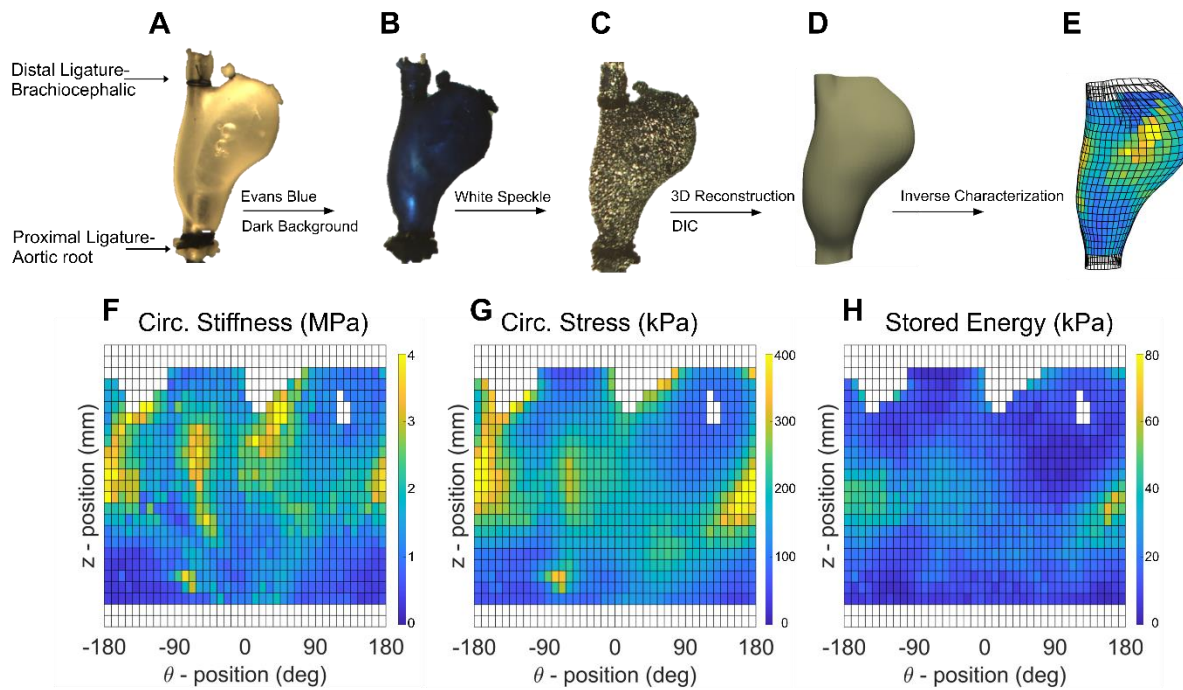 A
B
C
D
E
Distal Ligature-
Brachiocephalic
Proximal Ligature-
Aortic root
Evans Blue
Dark Background
White Speckle
3D Reconstruction
DIC
Inverse Characterization
F
Circ. Stiffness (MPa)
G
Circ. Stress (kPa)
H
Stored Energy (kPa)
z - position (mm)
4
3
2
1
0
-180 -90 0 90 180
θ - position (deg)
z - position (mm)
400
300
200
100
0
-180 -90 0 90 180
θ - position (deg)
z - position (mm)
80
60
40
20
0
-180 -90 0 90 180
θ - position (deg)